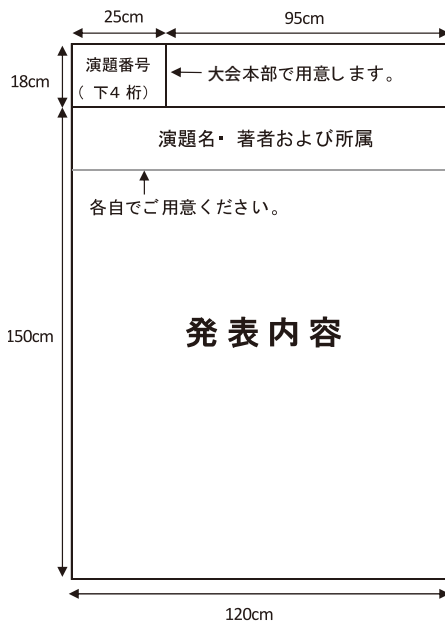 25cm
95cm
18cm
演題番号
(下4桁)
大会本部で用意します。
演題名・著者および所属
各自でご用意ください。
150cm
発表内容
120cm